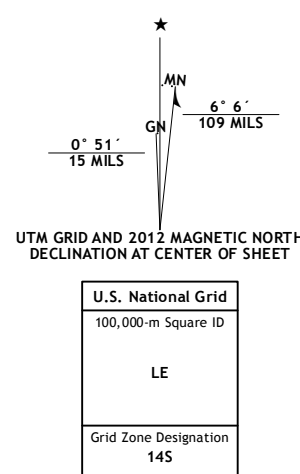 ★
MN
GN
6° 6´
109 MILS
0° 51´
15 MILS
UTM GRID AND 2012 MAGNETIC NORTH
DECLINATION AT CENTER OF SHEET
U.S. National Grid
100,000-m Square ID
LE
Grid Zone Designation
14S